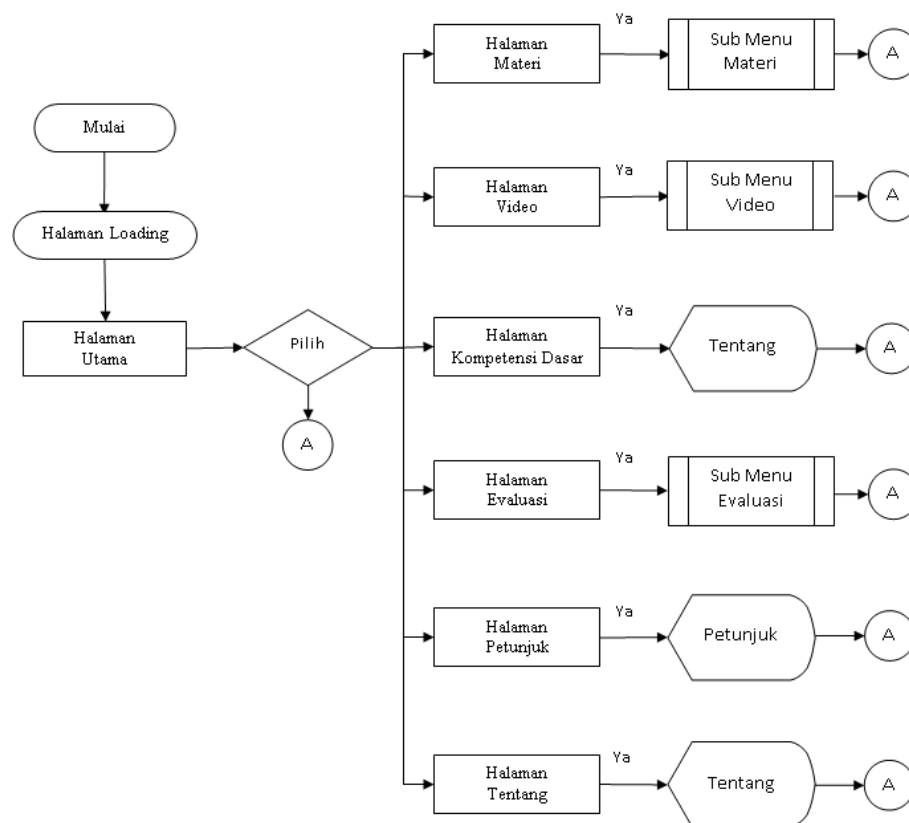 Mulai
Halaman Loading
Halaman
Utama
Pilih
A
Halaman
Materi
Ya
Sub Menu
Materi
A
Halaman
Video
Ya
Sub Menu
Video
A
Halaman
Kompetensi Dasar
Ya
Tentang
A
Halaman
Evaluasi
Ya
Sub Menu
Evaluasi
A
Halaman
Petunjuk
Ya
Petunjuk
A
Halaman
Tentang
Ya
Tentang
A